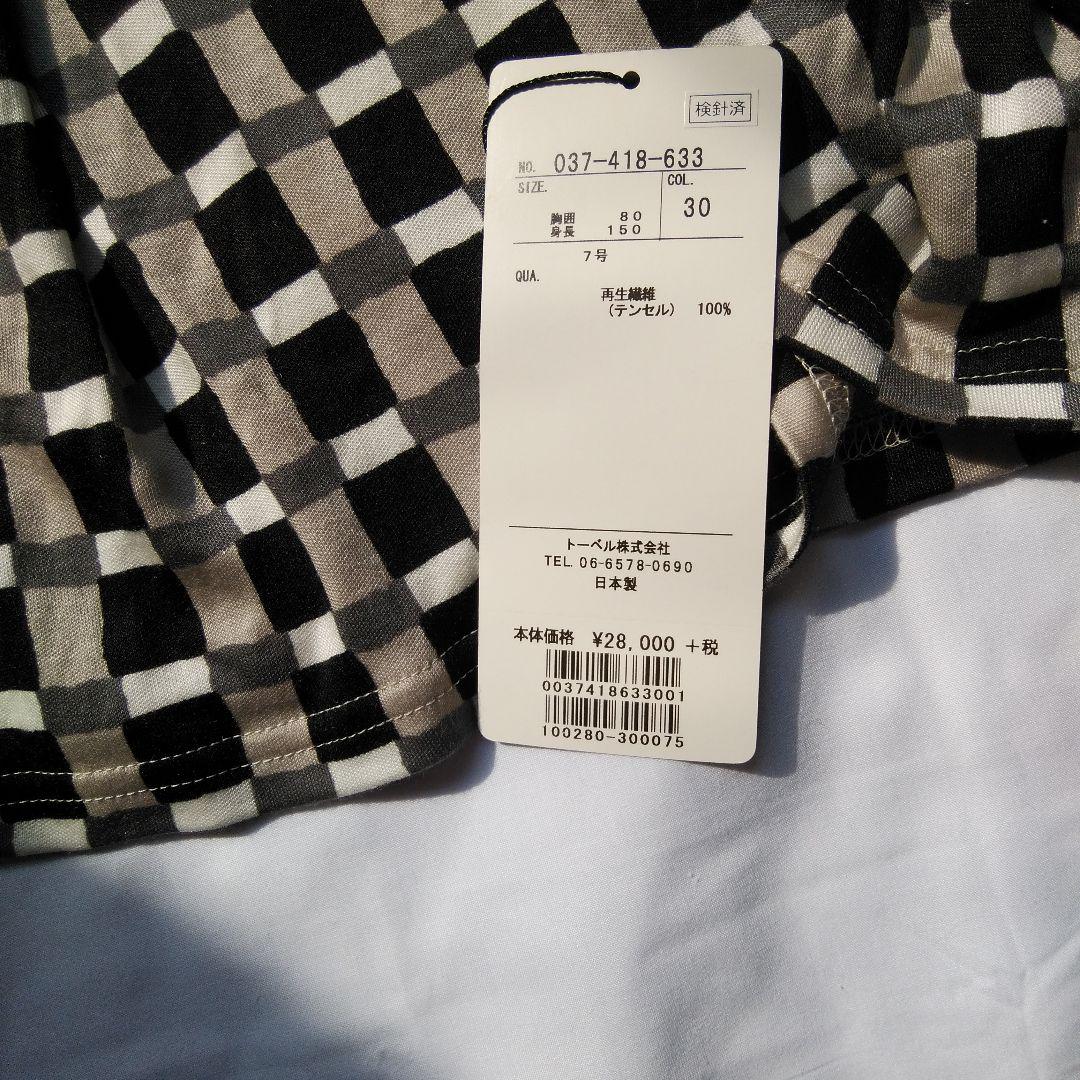 検針済
NO. 037-418-633
SIZE.
COL.
30
胸囲 80
身長 150
7号
QUA.
再生繊維
(テンセル) 100%
トーベル株式会社
TEL. 06-6578-0690
日本製
本体価格 ¥28,000 +税
0037418633001
100280-300075